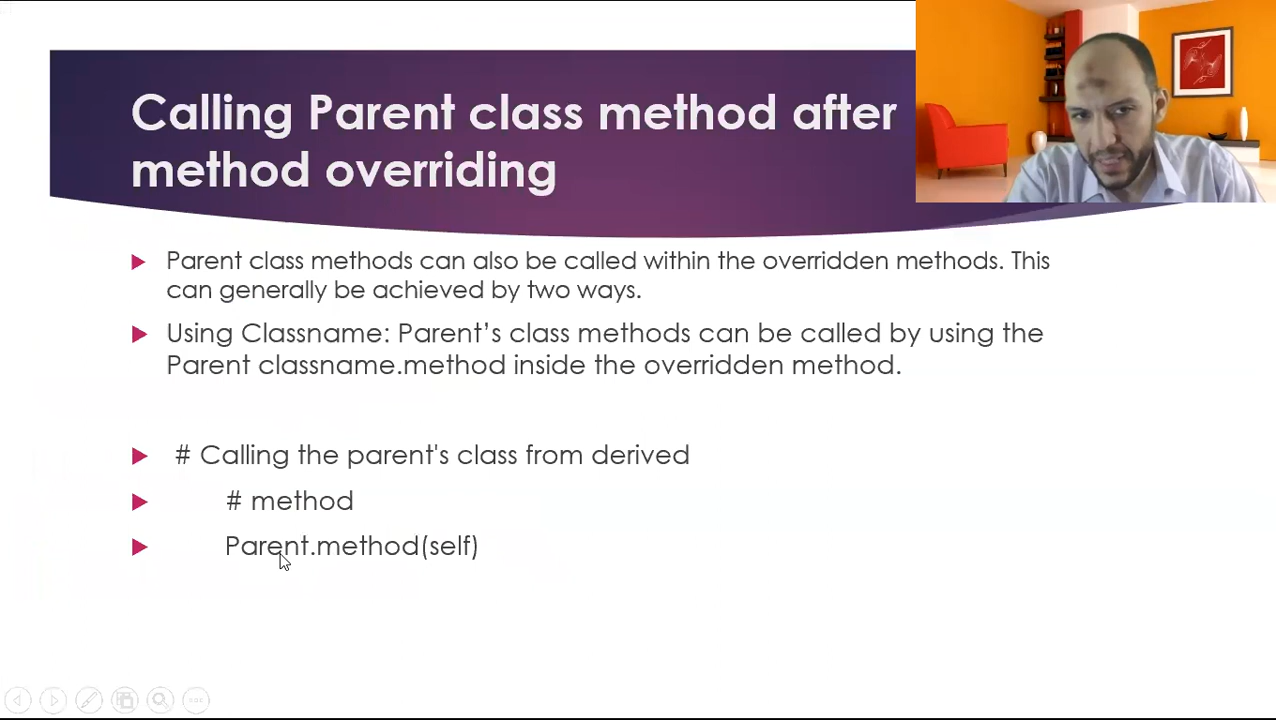 Calling Parent class method after
method overriding
Parent class methods can also be called within the overridden methods. This
can generally be achieved by two ways.
Using Classname: Parent’s class methods can be called by using the
Parent classname.method inside the overridden method.
# Calling the parent's class from derived
# method
Parent.method(self)